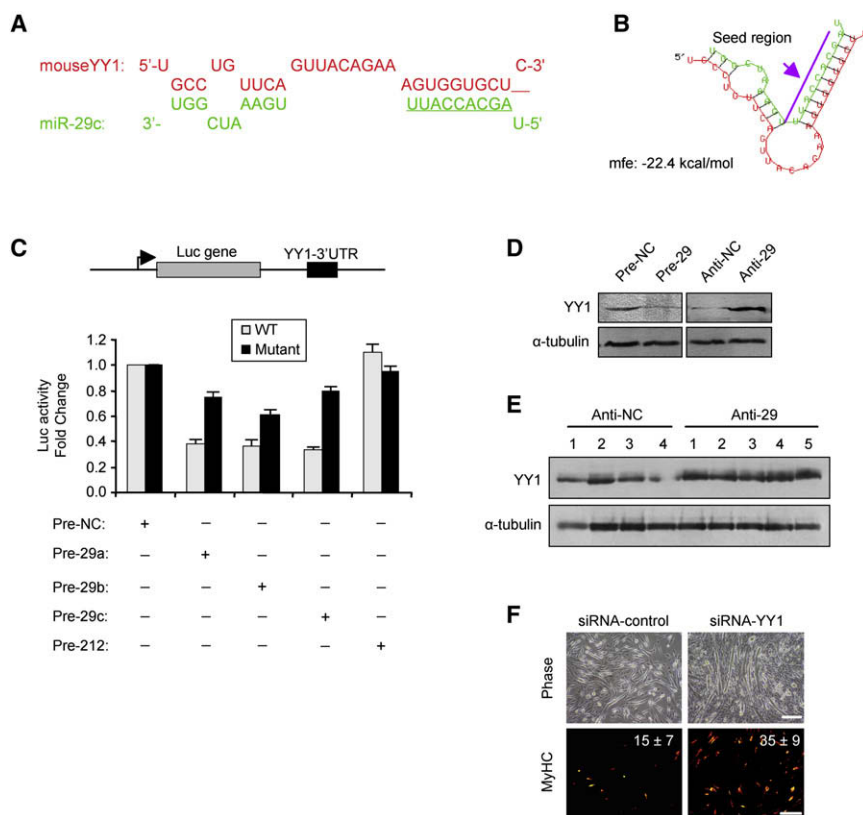 A
mouseYY1: 5'-U UG GUUACAGAA C-3'
GCC UUCA AGUGGUGCU
UGG AAGU UUACCACGA
miR-29c: 3'- CUA U-5'
B
Seed region
5'
mfe: -22.4 kcal/mol
C
Luc gene YY1-3'UTR
WT
Mutant
Luc activity
Fold Change
1.2
1.0
0.8
0.6
0.4
0.2
0.0
Pre-NC: + – – – –
Pre-29a: – + – – –
Pre-29b: – – + – –
Pre-29c: – – – + –
Pre-212: – – – – +
D
Pre-NC Pre-29 Anti-NC Anti-29
YY1
α-tubulin
E
Anti-NC Anti-29
1 2 3 4 1 2 3 4 5
YY1
α-tubulin
F
siRNA-control siRNA-YY1
Phase
MyHC
15 ± 7 35 ± 9